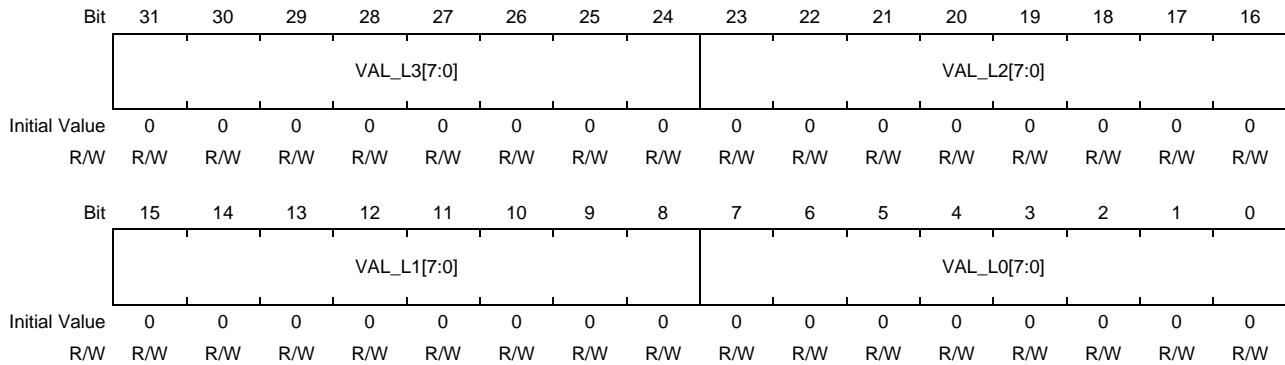 Bit 31 30 29 28 27 26 25 24 23 22 21 20 19 18 17 16
VAL_L3[7:0] VAL_L2[7:0]
Initial Value 0 0 0 0 0 0 0 0 0 0 0 0 0 0 0 0
R/W R/W R/W R/W R/W R/W R/W R/W R/W R/W R/W R/W R/W R/W R/W R/W R/W
Bit 15 14 13 12 11 10 9 8 7 6 5 4 3 2 1 0
VAL_L1[7:0] VAL_L0[7:0]
Initial Value 0 0 0 0 0 0 0 0 0 0 0 0 0 0 0 0
R/W R/W R/W R/W R/W R/W R/W R/W R/W R/W R/W R/W R/W R/W R/W R/W R/W